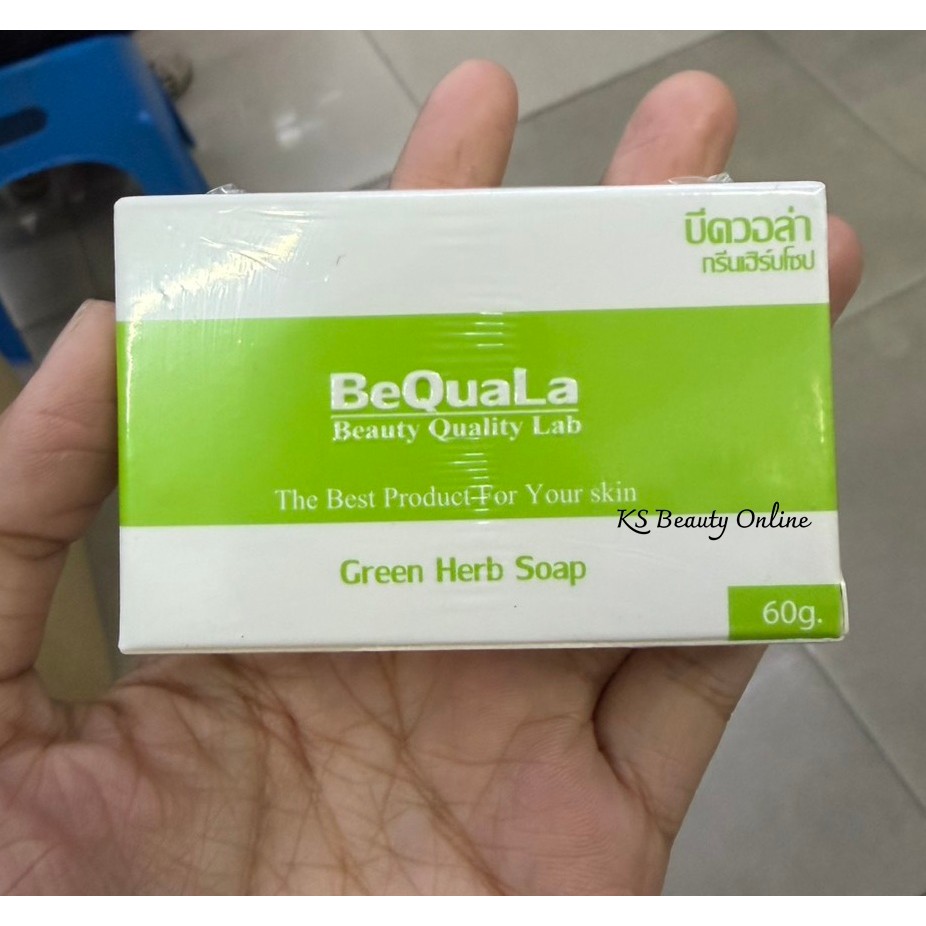 บีควอล่า
กรีนเฮิร์บโซป
BeQuaLa
Beauty Quality Lab
The Best Product For Your skin
KS Beauty Online
Green Herb Soap
60g.